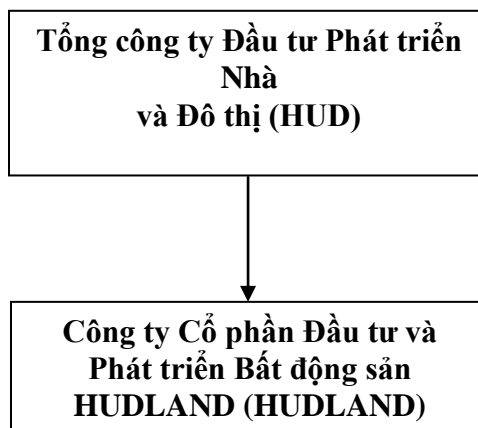 Tổng công ty Đầu tư Phát triển
Nhà
và Đô thị (HUD)
Công ty Cổ phần Đầu tư và
Phát triển Bất động sản
HUDLAND (HUDLAND)